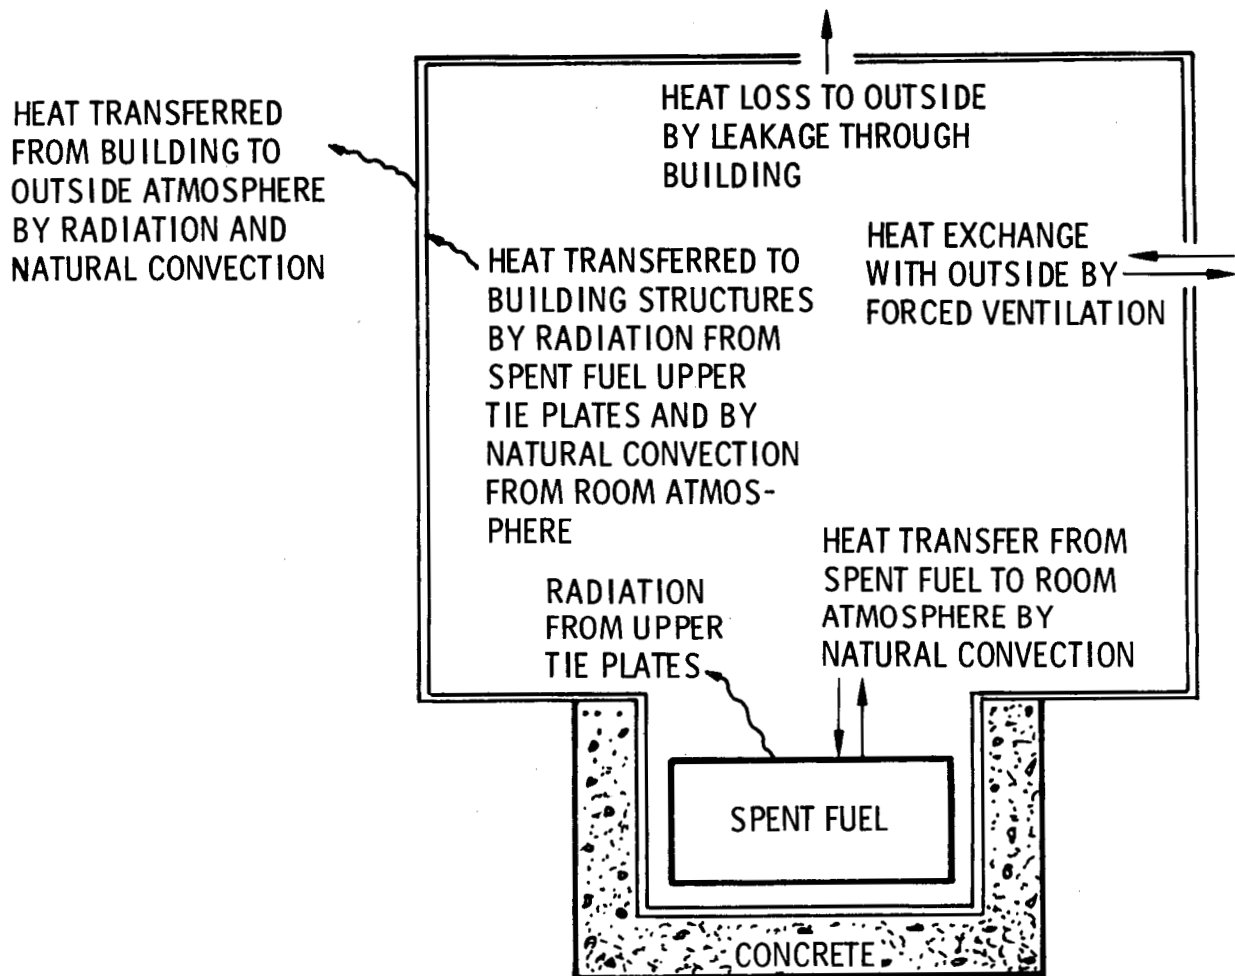 HEAT TRANSFERRED
FROM BUILDING TO
OUTSIDE ATMOSPHERE
BY RADIATION AND
NATURAL CONVECTION
HEAT LOSS TO OUTSIDE
BY LEAKAGE THROUGH
BUILDING
HEAT EXCHANGE
WITH OUTSIDE BY
FORCED VENTILATION
HEAT TRANSFERRED TO
BUILDING STRUCTURES
BY RADIATION FROM
SPENT FUEL UPPER
TIE PLATES AND BY
NATURAL CONVECTION
FROM ROOM ATMOS-
PHERE
RADIATION
FROM UPPER
TIE PLATES
HEAT TRANSFER FROM
SPENT FUEL TO ROOM
ATMOSPHERE BY
NATURAL CONVECTION
SPENT FUEL
CONCRETE